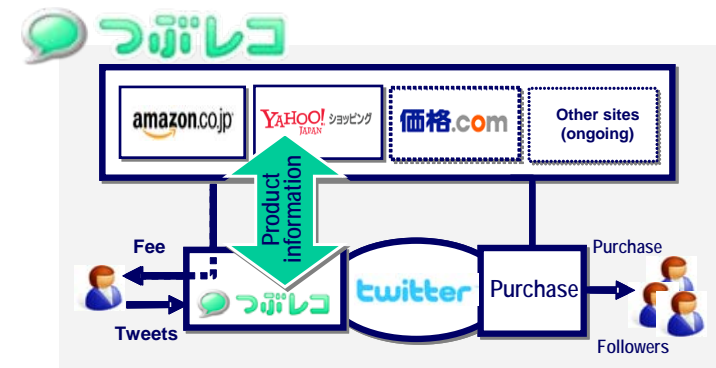 つぶレコ
amazon.co.jp
YAHOO! ショッピング
JAPAN
価格.com
Other sites
(ongoing)
Product
information
Fee
Tweets
つぶレコ
twitter
Purchase
Purchase
Followers